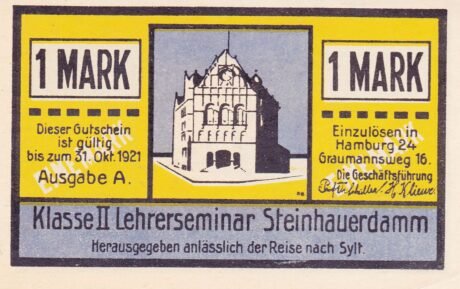 1 MARK
1 MARK
Dieser Gutschein
ist gültig
bis zum 31. Okt. 1921
Ausgabe A.
Einzulösen in
Hamburg 24
Graumannsweg 16.
Die Geschäftsführung
Klasse II Lehrerseminar Steinhauerdamm
Herausgegeben anlässlich der Reise nach Sylt.